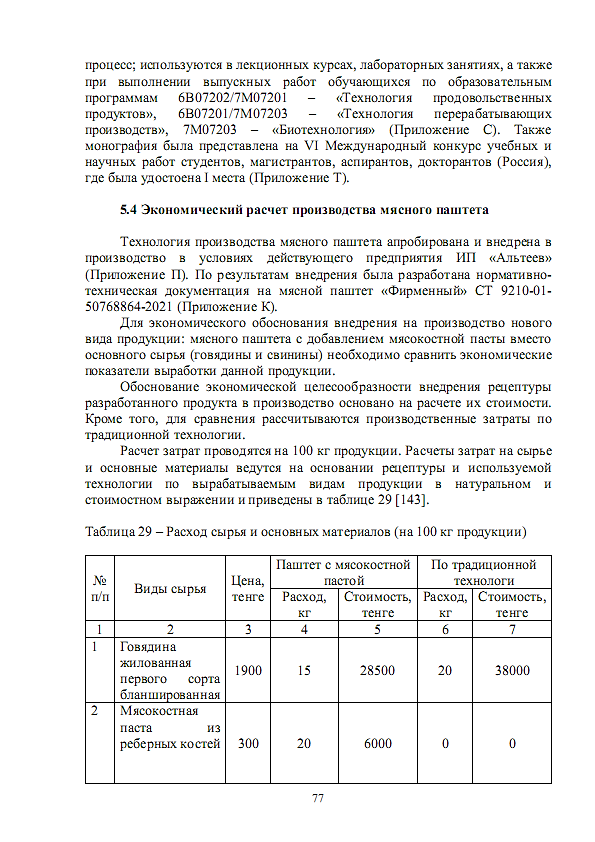 процесс; используются в лекционных курсах, лабораторных занятиях, а также
при выполнении выпускных работ обучающихся по образовательным
программам 6В07202/7М07201 – «Технология продовольственных
продуктов», 6В07201/7М07203 – «Технология перерабатывающих
производств», 7М07203 – «Биотехнология» (Приложение С). Также
монография была представлена на VI Международный конкурс учебных и
научных работ студентов, магистрантов, аспирантов, докторантов (Россия),
где была удостоена I места (Приложение Т).
5.4 Экономический расчет производства мясного паштета
Технология производства мясного паштета апробирована и внедрена в
производство в условиях действующего предприятия ИП «Альтеев»
(Приложение П). По результатам внедрения была разработана нормативно-
техническая документация на мясной паштет «Фирменный» СТ 9210-01-
50768864-2021 (Приложение К).
Для экономического обоснования внедрения на производство нового
вида продукции: мясного паштета с добавлением мясокостной пасты вместо
основного сырья (говядины и свинины) необходимо сравнить экономические
показатели выработки данной продукции.
Обоснование экономической целесообразности внедрения рецептуры
разработанного продукта в производство основано на расчете их стоимости.
Кроме того, для сравнения рассчитываются производственные затраты по
традиционной технологии.
Расчет затрат проводятся на 100 кг продукции. Расчеты затрат на сырье
и основные материалы ведутся на основании рецептуры и используемой
технологии по вырабатываемым видам продукции в натуральном и
стоимостном выражении и приведены в таблице 29 [143].
Таблица 29 – Расход сырья и основных материалов (на 100 кг продукции)
№ п/п Виды сырья Цена, тенге Паштет с мясокостной пастой По традиционной технологи
Расход, кг Стоимость, тенге Расход, кг Стоимость, тенге
1 2 3 4 5 6 7
1 Говядина
жилованная
первого сорта
бланшированная 1900 15 28500 20 38000
2 Мясокостная
паста из
реберных костей 300 20 6000 0 0
77